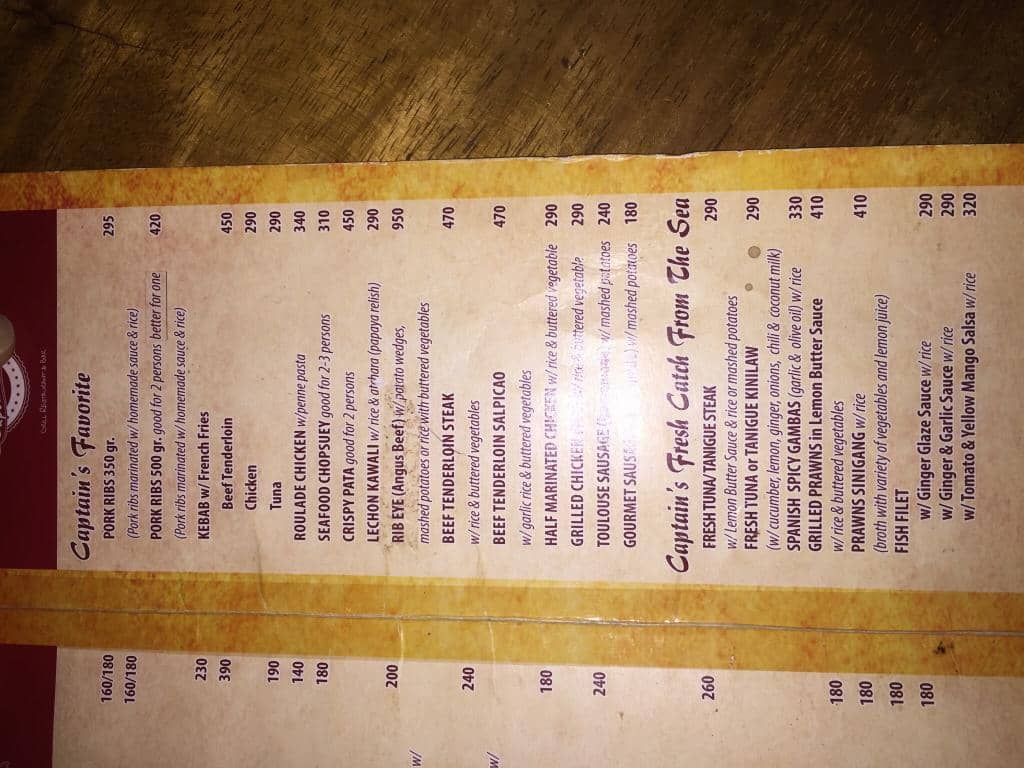 GRILL RESTAURANT & BAR
Captain's Favorite
PORK RIBS 350 gr. 295
(Pork ribs marinated w/ homemade sauce & rice)
PORK RIBS 500 gr. good for 2 persons better for one 420
(Pork ribs marinated w/ homemade sauce & rice)
KEBAB w/ French Fries
Beef Tenderloin 450
Chicken 290
Tuna 290
ROULADE CHICKEN w/penne pasta 340
SEAFOOD CHOPSUEY good for 2-3 persons 310
CRISPY PATA good for 2 persons 450
LECHON KAWALI w/ rice & atchara (papaya relish) 290
RIB EYE (Angus Beef) w/ potato wedges, 950
mashed potatoes or rice with buttered vegetables
BEEF TENDERLOIN STEAK 470
w/ rice & buttered vegetables
BEEF TENDERLOIN SALPICAO 470
w/ garlic rice & buttered vegetables
HALF MARINATED CHICKEN w/ rice & buttered vegetable 290
GRILLED CHICKEN w/ rice & buttered vegetable 290
TOULOUSE SAUSAGE w/ mashed potatoes 240
GOURMET w/ mashed potatoes 180
Captain's Fresh Catch From The Sea
FRESH TUNA/TANIGUE STEAK 290
w/ Lemon Butter Sauce & rice or mashed potatotes
FRESH TUNA or TANIGUE KINILAW 290
(w/ cucumber, lemon, ginger, onions, chili & coconut milk)
SPANISH SPICY GAMBAS (garlic & olive oil) w/ rice 330
GRILLED PRAWNS in Lemon Butter Sauce 410
w/ rice & buttered vegetables
PRAWNS SINIGANG w/ rice 410
(broth with variety of vegetables and lemon juice)
FISH FILET
w/ Ginger Glaze Sauce w/ rice 290
w/ Ginger & Garlic Sauce w/ rice 290
w/ Tomato & Yellow Mango Salsa w/ rice 320
160/180
160/180
230
390
190
140
180
200
w/
240
w/
180
240
260
180
180
180
180